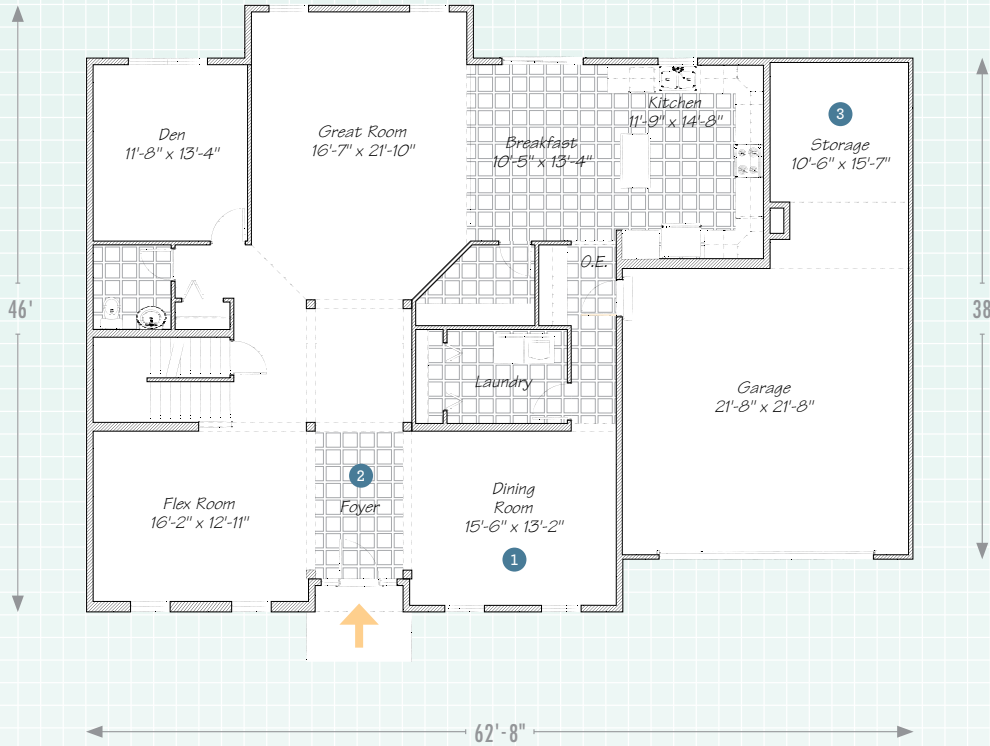 Den
11'-8" x 13'-4"
Great Room
16'-7" x 21'-10"
Breakfast
10'-5" x 13'-4"
Kitchen
11'-9" x 14'-8"
3
Storage
10'-6" x 15'-7"
O.E.
46'
38
Laundry
Garage
21'-8" x 21'-8"
Flex Room
16'-2" x 12'-11"
2
Foyer
Dining
Room
15'-6" x 13'-2"
1
62'-8"